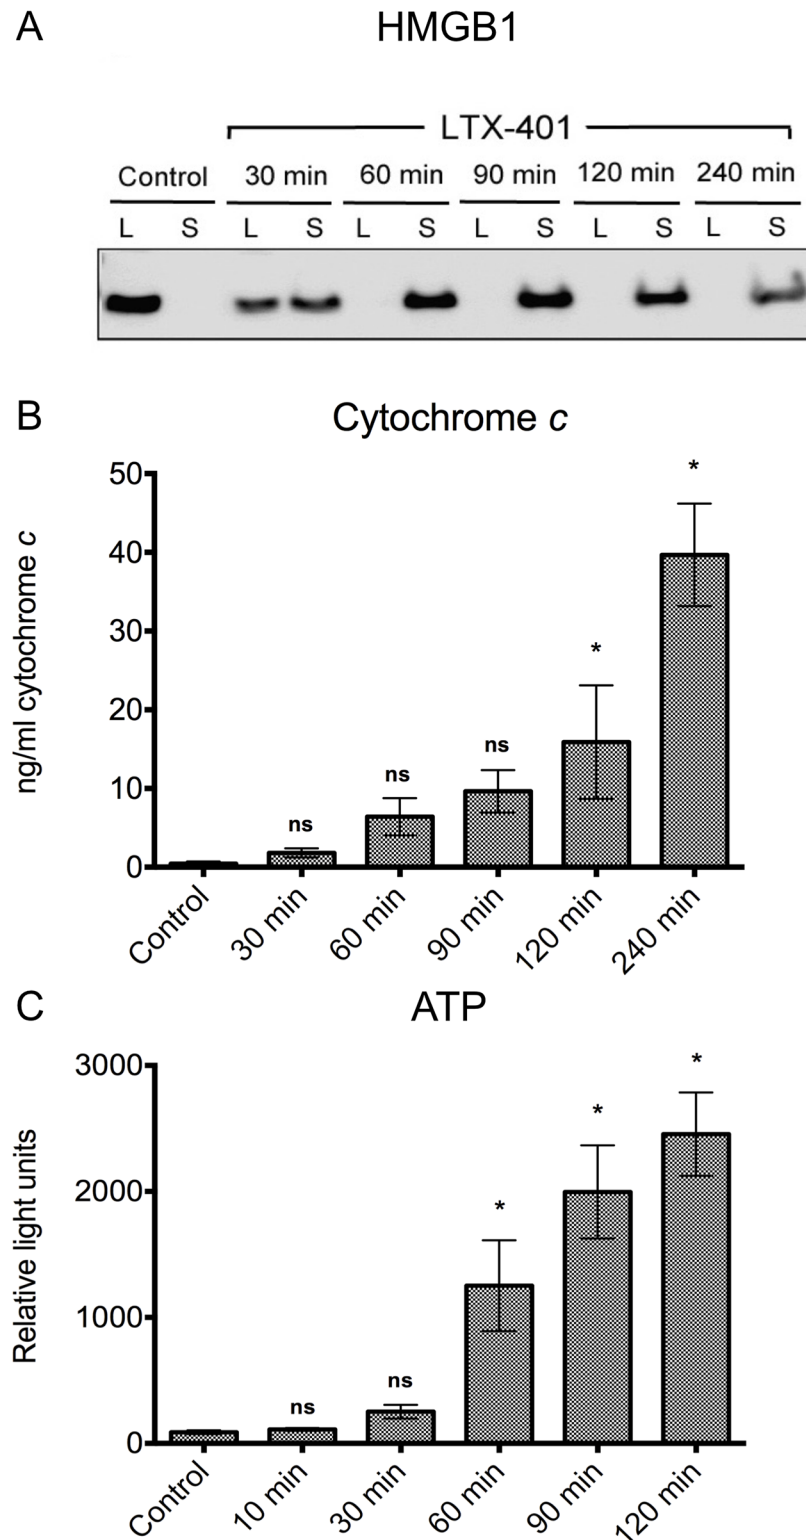 A HMGB1
LTX-401
Control 30 min 60 min 90 min 120 min 240 min
L S L S L S L S L S L S
B Cytochrome c
ng/ml cytochrome c
50
40
30
20
10
0
ns
ns
ns
*
*
Control 30 min 60 min 90 min 120 min 240 min
C ATP
Relative light units
3000
2000
1000
0
ns
ns
*
*
*
Control 10 min 30 min 60 min 90 min 120 min